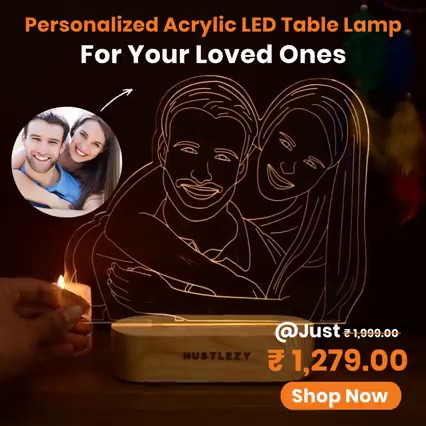 Personalized Acrylic LED Table Lamp
For Your Loved Ones
@Just ₹ 1,999.00
₹ 1,279.00
HUSTLEZY
Shop Now